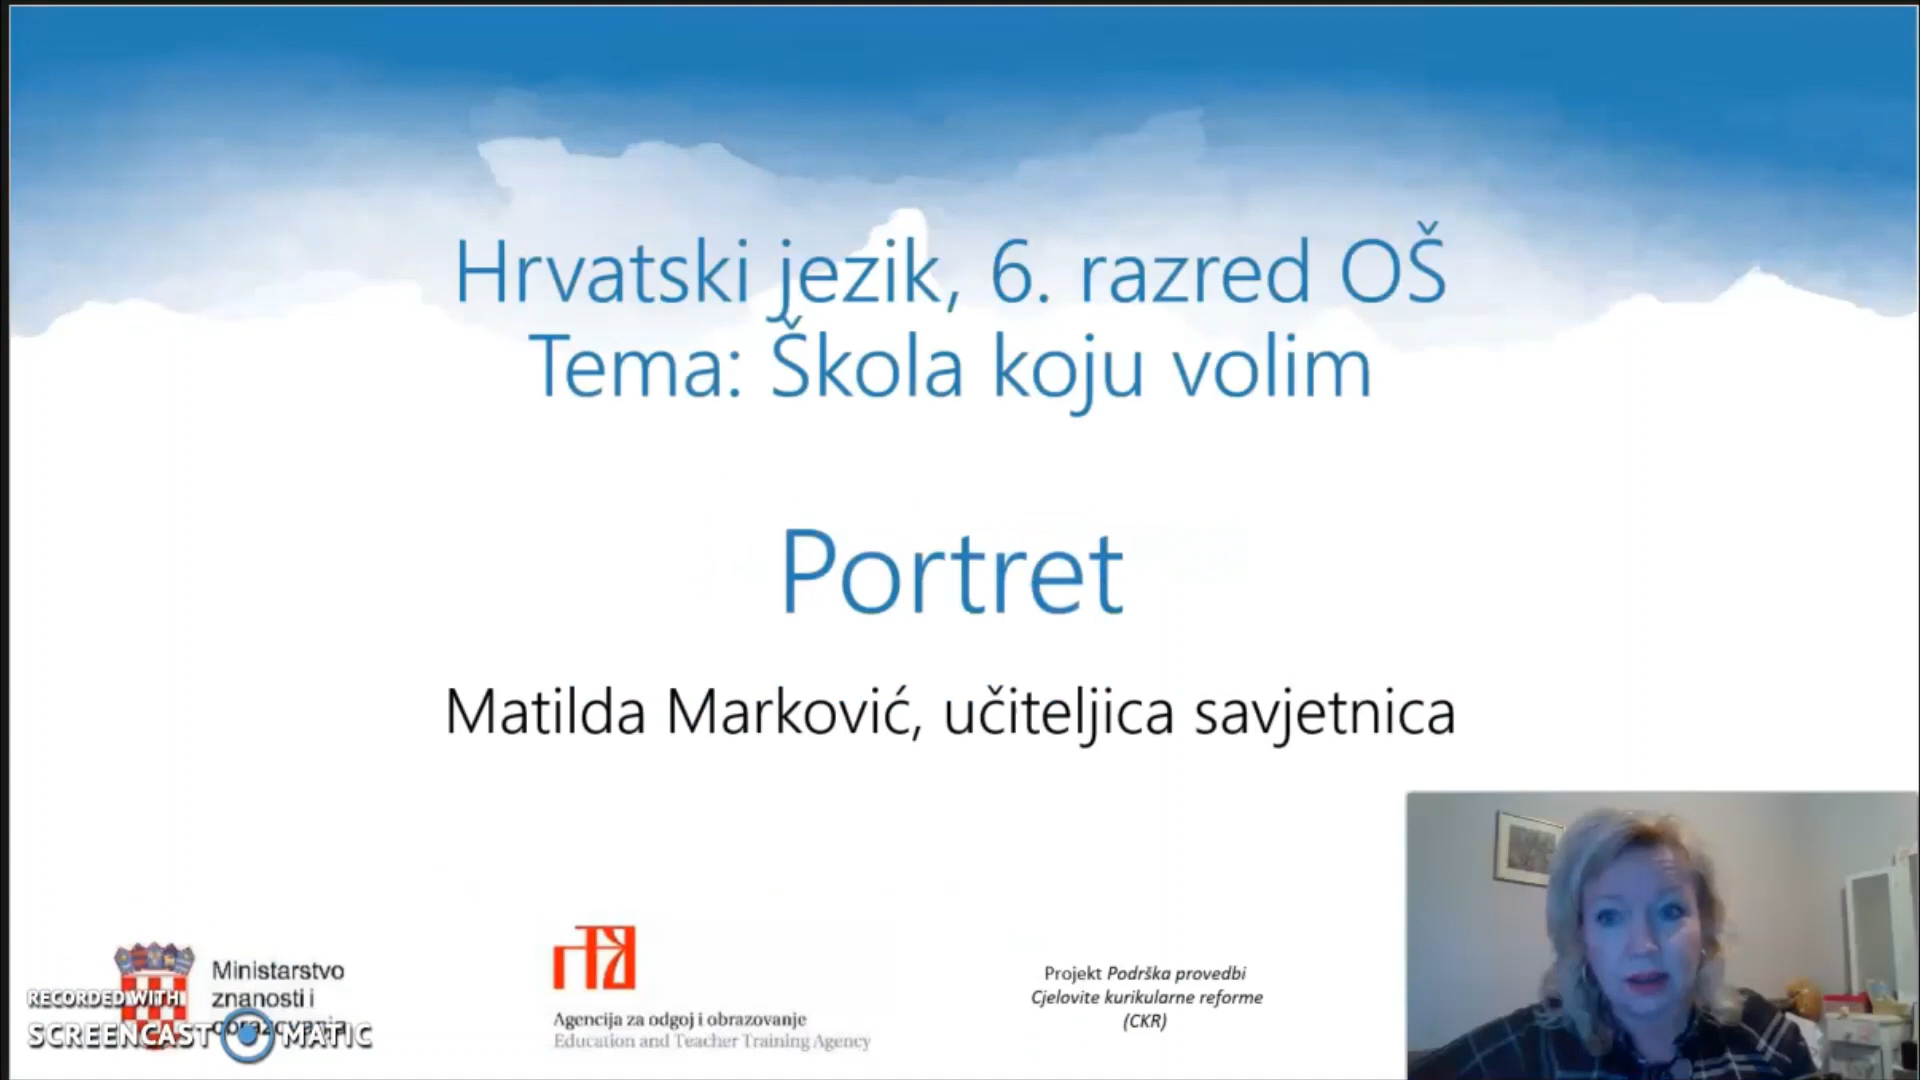 Hrvatski jezik, 6. razred OŠ
Tema: Škola koju volim
Portret
Matilda Marković, učiteljica savjetnica
Ministarstvo
znanosti i
obrazovanja
RECORDED WITH
SCREENCAST MATIC
Agencija za odgoj i obrazovanje
Education and Teacher Training Agency
Projekt Podrška provedbi
Cjelovite kurikularne reforme
(CKR)